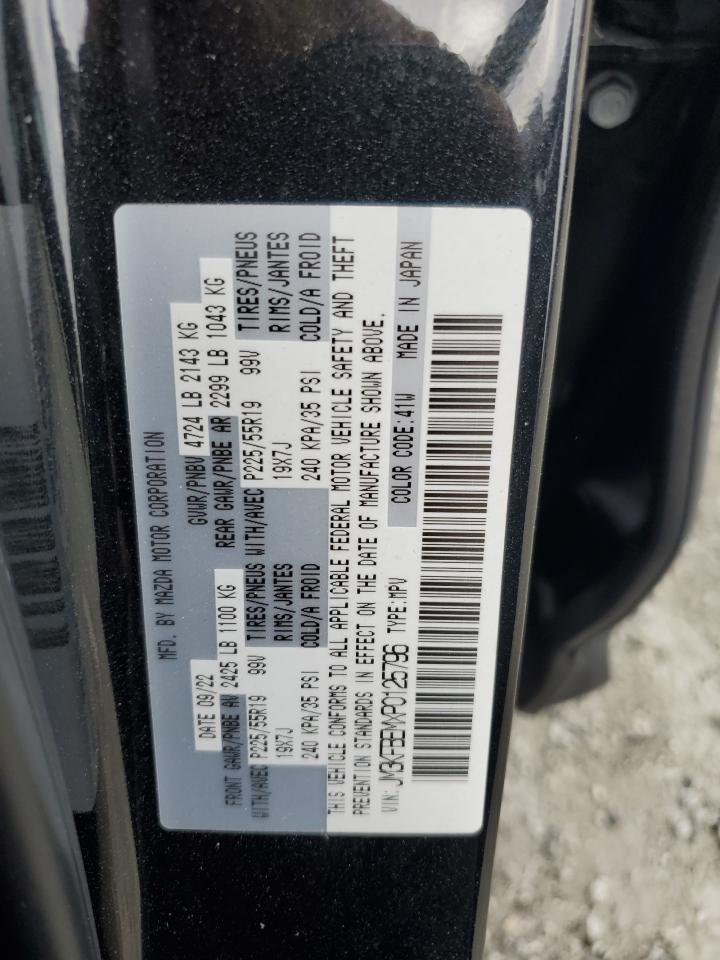 MFD. BY MAZDA MOTOR CORPORATION
DATE 09/22 GVWR/PNBV 4724 LB 2143 KG
FRONT GAWR/PNBE AV 2425 LB 1100 KG REAR GAWR/PNBE AR 2299 LB 1043 KG
WITH/AVEC P225/55R19 99V TIRES/PNEUS WITH/AVEC P225/55R19 99V TIRES/PNEUS
19X7J RIMS/JANTES 19X7J RIMS/JANTES
240 KPA/35 PSI COLD/A FROID 240 KPA/35 PSI COLD/A FROID
THIS VEHICLE CONFORMS TO ALL APPLICABLE FEDERAL MOTOR VEHICLE SAFETY AND THEFT
PREVENTION STANDARDS IN EFFECT ON THE DATE OF MANUFACTURE SHOWN ABOVE.
VIN: JM3KFBEMXP0125796 TYPE:MPV COLOR CODE:41W MADE IN JAPAN